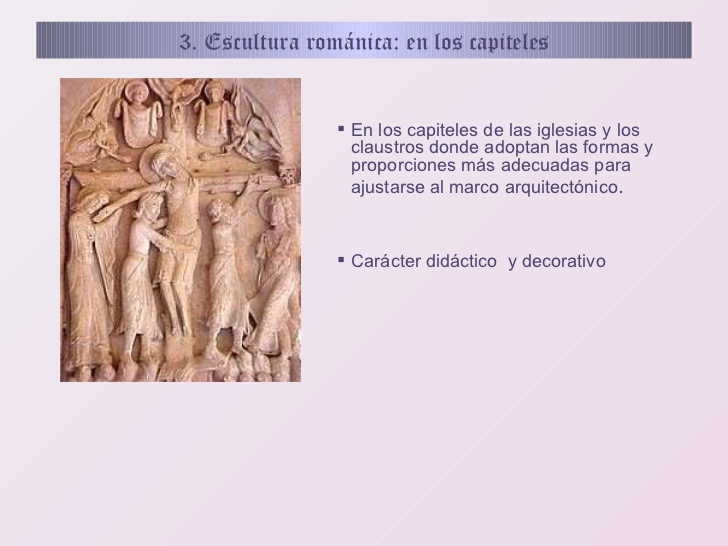 3. Escultura románica: en los capiteles
▪ En los capiteles de las iglesias y los
claustros donde adoptan las formas y
proporciones más adecuadas para
ajustarse al marco arquitectónico.
▪ Carácter didáctico y decorativo